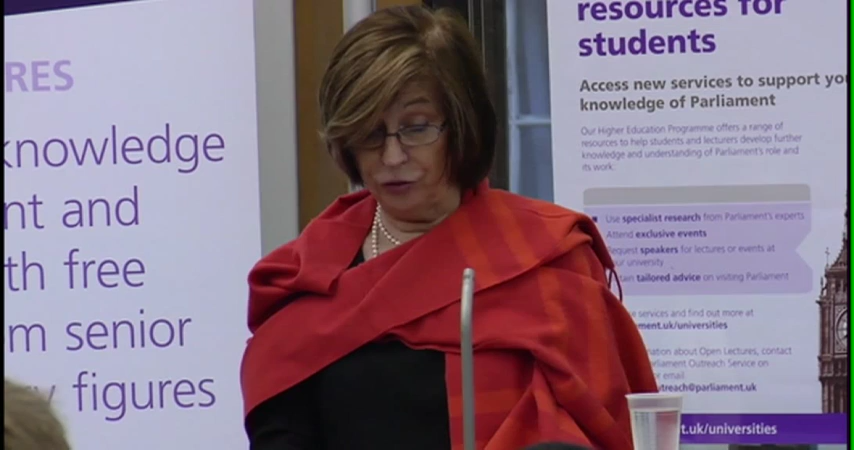 RES
knowledge
nt and
th free
m senior
y figures
resources for
students
Access new services to support you
knowledge of Parliament
Our Higher Education Programme offers a range of
resources to help students and lecturers develop further
knowledge and understanding of Parliament's role and
its work:
Use specialist research from Parliament's experts
Attend exclusive events
Request speakers for lectures or events at
our university
tain tailored advice on visiting Parliament
services and find out more at
ment.uk/universities
mation about Open Lectures, contact
arliament Outreach Service on
r email
outreach@parliament.uk
t.uk/universities